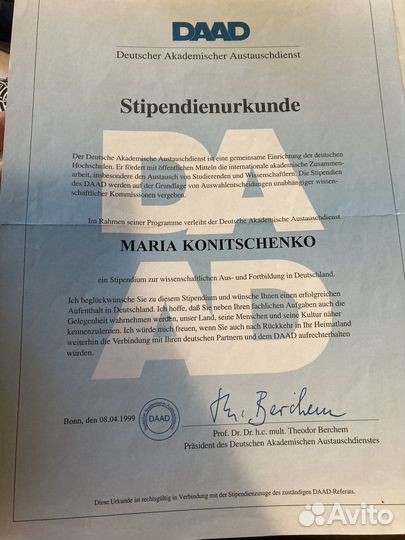 DAAD
Deutscher Akademischer Austauschdienst
Stipendienurkunde
DA
AD
Der Deutsche Akademische Austauschdienst ist eine gemeinsame Einrichtung der deutschen
Hochschulen. Er fördert mit öffentlichen Mitteln die internationale akademische Zusammen-
arbeit, insbesondere den Austausch von Studierenden und Wissenschaftlern. Die Stipendien
des DAAD werden auf der Grundlage von Auswahlentscheidungen unabhängiger wissen-
schaftlicher Kommissionen vergeben.
Im Rahmen seiner Programme verleiht der Deutsche Akademische Austauschdienst
MARIA KONITSCHENKO
ein Stipendium zur wissenschaftlichen Aus- und Fortbildung in Deutschland.
Ich beglückwünsche Sie zu diesem Stipendium und wünsche Ihnen einen erfolgreichen
Aufenthalt in Deutschland. Ich hoffe, daß Sie neben Ihren fachlichen Aufgaben auch die
Gelegenheit wahrnehmen werden, unser Land, seine Menschen und seine Kultur näher
kennenzulernen. Ich würde mich freuen, wenn Sie auch nach Rückkehr in Ihr Heimatland
weiterhin die Verbindung mit Ihren deutschen Partnern und dem DAAD aufrechterhalten
würden.
Th. Berchem
Bonn, den 08.04.1999
DAAD
Prof. Dr. Dr. h.c. mult. Theodor Berchem
Präsident des Deutschen Akademischen Austauschdienstes
Diese Urkunde ist rechtsgültig in Verbindung mit der Stipendienzusage des zuständigen DAAD-Referats.
Avito